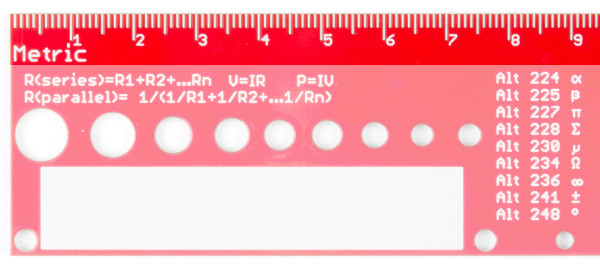 1 2 3 4 5 6 7 8 9
Metric
R(series)=R1+R2+...Rn V=IR P=IV
R(parallel)= 1/(1/R1+1/R2+...1/Rn)
Alt 224 α
Alt 225 β
Alt 227 π
Alt 228 Σ
Alt 230 μ
Alt 234 Ω
Alt 236 ∞
Alt 241 ±
Alt 248 °